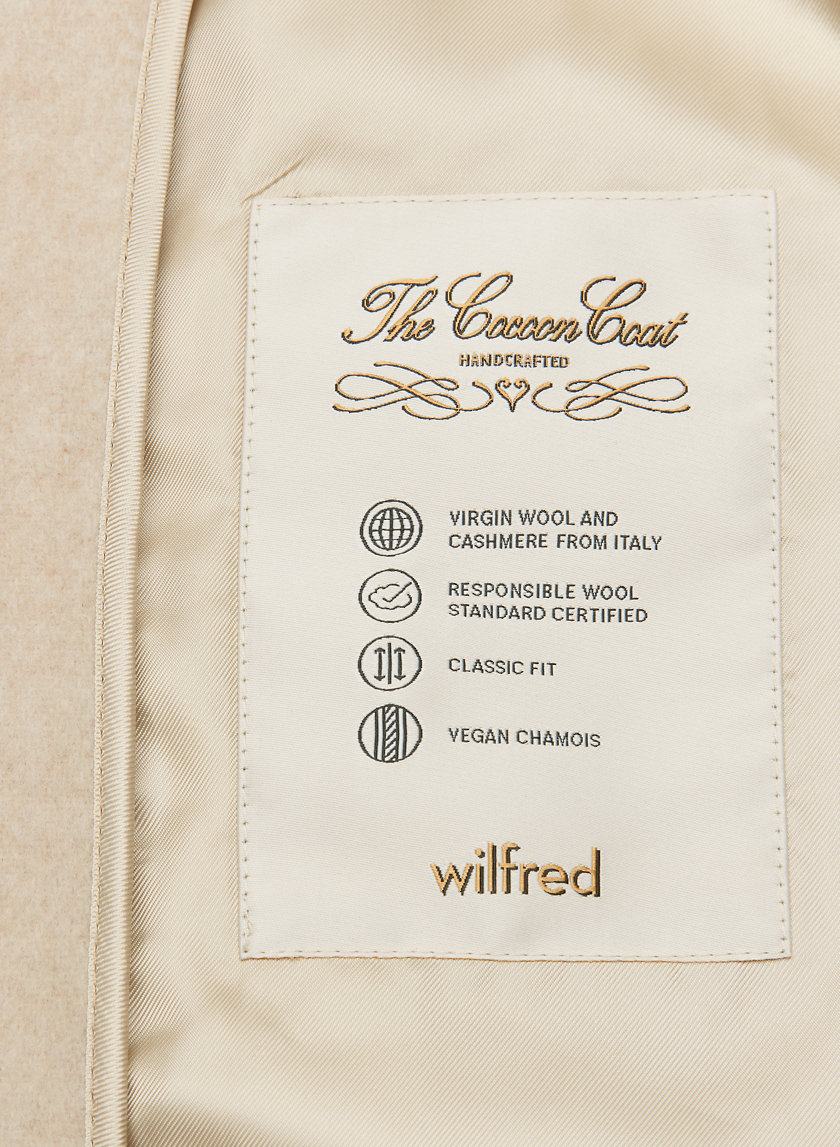 The Cocoon Coat
HANDCRAFTED
VIRGIN WOOL AND
CASHMERE FROM ITALY
RESPONSIBLE WOOL
STANDARD CERTIFIED
CLASSIC FIT
VEGAN CHAMOIS
wilfred